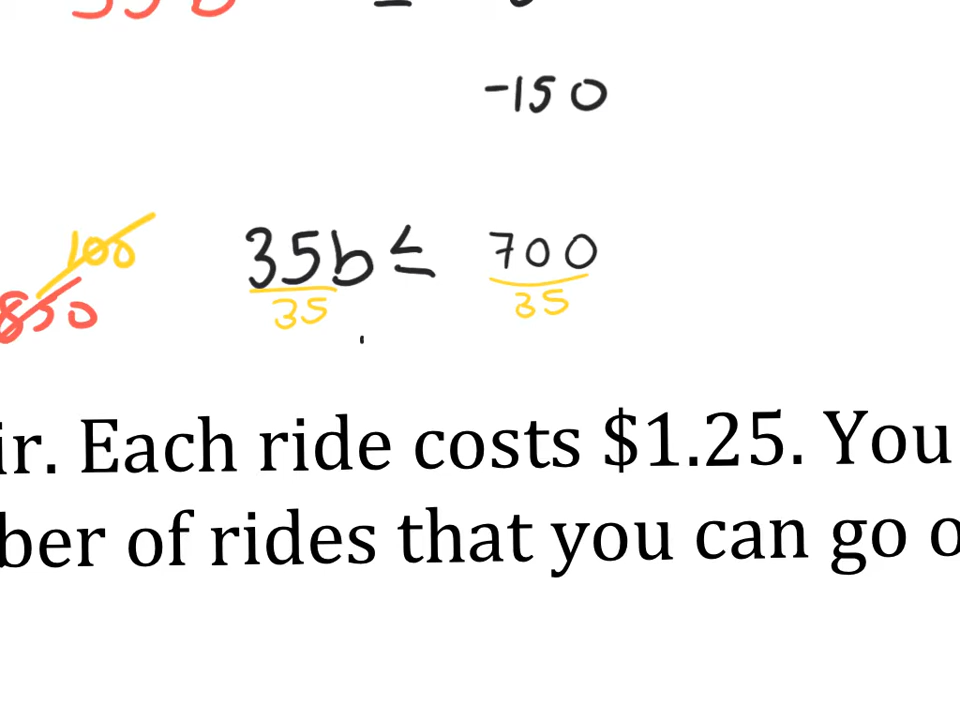 35b
-150
100 35b ≤ 700
850 35 35
ir. Each ride costs $1.25. You
ber of rides that you can go o